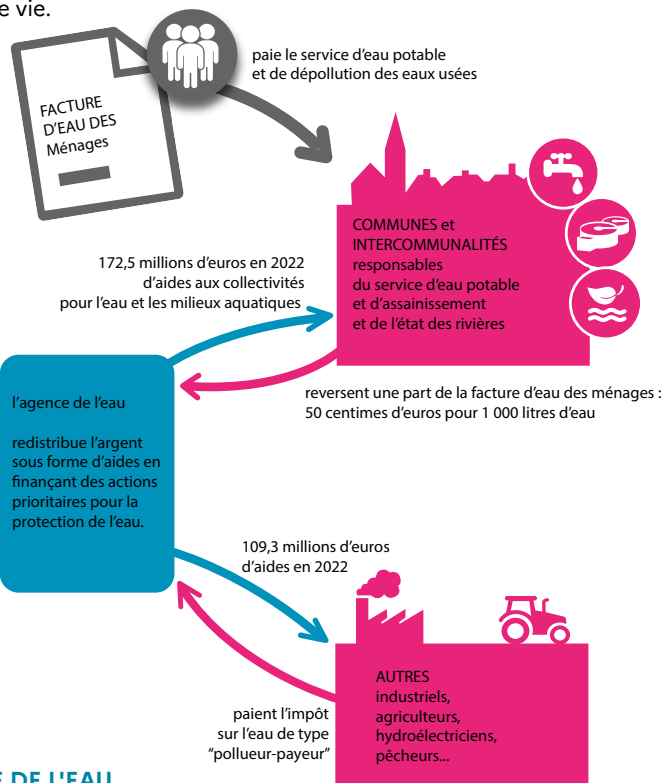 e vie.
paie le service d'eau potable
et de dépollution des eaux usées
FACTURE
D'EAU DES
Ménages
COMMUNES et
INTERCOMMUNALITÉS
responsables
du service d'eau potable
et d'assainissement
et de l'état des rivières
172,5 millions d'euros en 2022
d'aides aux collectivités
pour l'eau et les milieux aquatiques
reversent une part de la facture d'eau des ménages :
50 centimes d'euros pour 1 000 litres d'eau
l'agence de l'eau
redistribue l'argent
sous forme d'aides en
finançant des actions
prioritaires pour la
protection de l'eau.
109,3 millions d'euros
d'aides en 2022
AUTRES
industriels,
agriculteurs,
hydroélectriciens,
pêcheurs...
paient l'impôt
sur l'eau de type
"pollueur-payeur"
E DE L'EAU